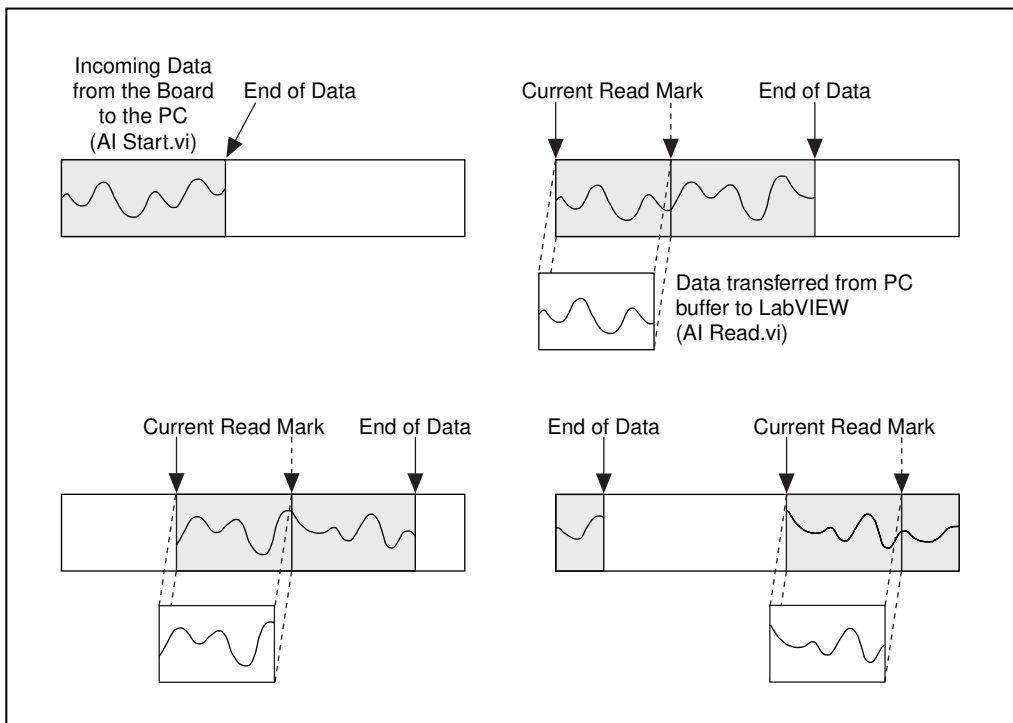 Incoming Data
from the Board
to the PC
(AI Start.vi)
End of Data
Current Read Mark
End of Data
Data transferred from PC
buffer to LabVIEW
(AI Read.vi)
Current Read Mark
End of Data
End of Data
Current Read Mark